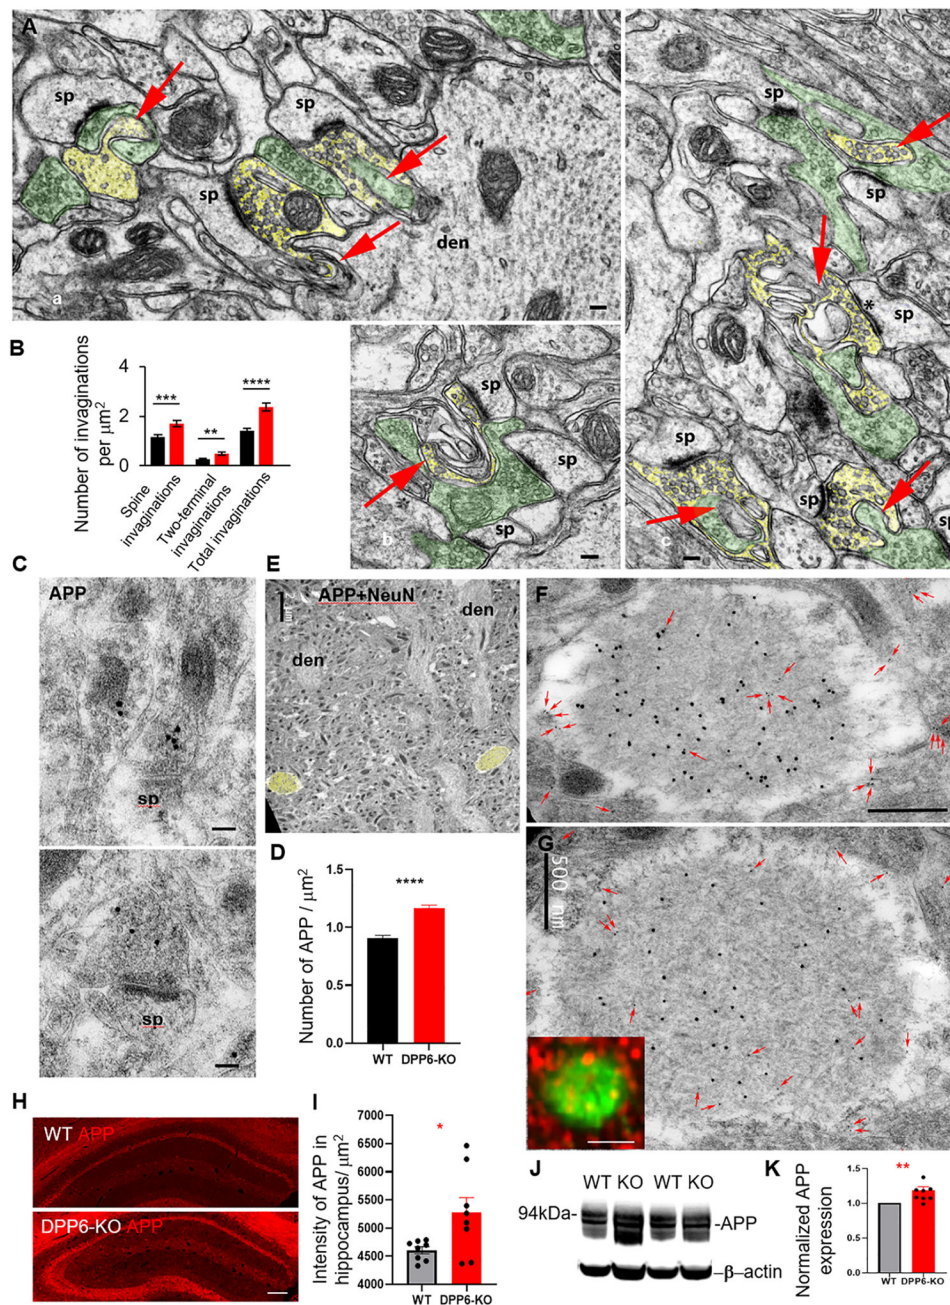 A
sp
sp
sp
den
a
sp
sp
*
sp
sp
sp
c
B
Number of invaginations
per μm2
4
2
0
***
**
****
Spine
invaginations
Two-terminal
invaginations
Total invaginations
sp
sp
sp
b
C
APP
sp
sp
E
APP+NeuN
den
den
D
Number of APP / μm2
1.5
1.0
0.5
0.0
****
WT
DPP6-KO
F
G
500 nm
H
WT APP
DPP6-KO APP
I
Intensity of APP in
hippocampus/ μm2
7000
6500
6000
5500
5000
4500
4000
*
WT
DPP6-KO
J
WT KO WT KO
94kDa-
-APP
-β-actin
K
Normalized APP
expression
1.5
1.0
0.5
0.0
**
WT
DPP6-KO